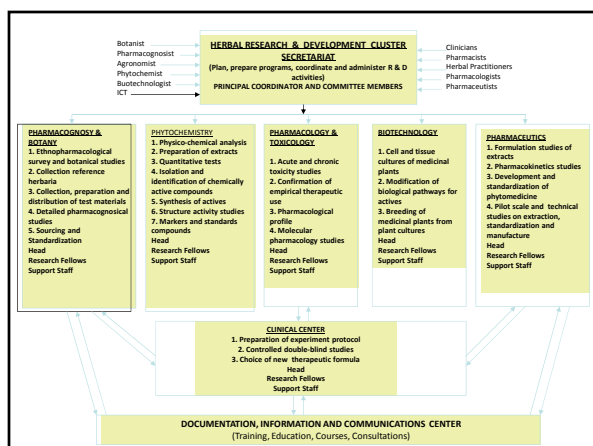 Botanist
Pharmacognosist
Agronomist
Phytochemist
Buotechnologist
ICT
HERBAL RESEARCH & DEVELOPMENT CLUSTER
SECRETARIAT
(Plan, prepare programs, coordinate and administer R & D
activities)
PRINCIPAL COORDINATOR AND COMMITTEE MEMBERS
Clinicians
Pharmacists
Herbal Practitioners
Pharmacologists
Pharmaceutists
PHARMACOGNOSY &
BOTANY
1. Ethnopharmacological
survey and botanical studies
2. Collection reference
herbaria
3. Collection, preparation and
distribution of test materials
4. Detailed pharmacognosical
studies
5. Sourcing and
Standardization
Head
Research Fellows
Support Staff
PHYTOCHEMISTRY
1. Physico-chemical analysis
2. Preparation of extracts
3. Quantitative tests
4. Isolation and
identification of chemically
active compounds
5. Synthesis of actives
6. Structure activity studies
7. Markers and standards
compounds
Head
Research Fellows
Support Staff
PHARMACOLOGY &
TOXICOLOGY
1. Acute and chronic
toxicity studies
2. Confirmation of
empirical therapeutic use
3. Pharmacological
profile
4. Molecular
pharmacology studies
Head
Research Fellows
Support Staff
BIOTECHNOLOGY
1. Cell and tissue
cultures of medicinal
plants
2. Modification of
biological pathways for
actives
3. Breeding of
medicinal plants from
plant cultures
Head
Research Fellows
Support Staff
PHARMACEUTICS
1. Formulation studies of
extracts
2. Pharmacokinetics studies
3. Development and
standardization of
phytomedicine
4. Pilot scale and technical
studies on extraction,
standardization and
manufacture
Head
Research Fellows
Support Staff
CLINICAL CENTER
1. Preparation of experiment protocol
2. Controlled double-blind studies
3. Choice of new therapeutic formula
Head
Research Fellows
Support Staff
DOCUMENTATION, INFORMATION AND COMMUNICATIONS CENTER
(Training, Education, Courses, Consultations)